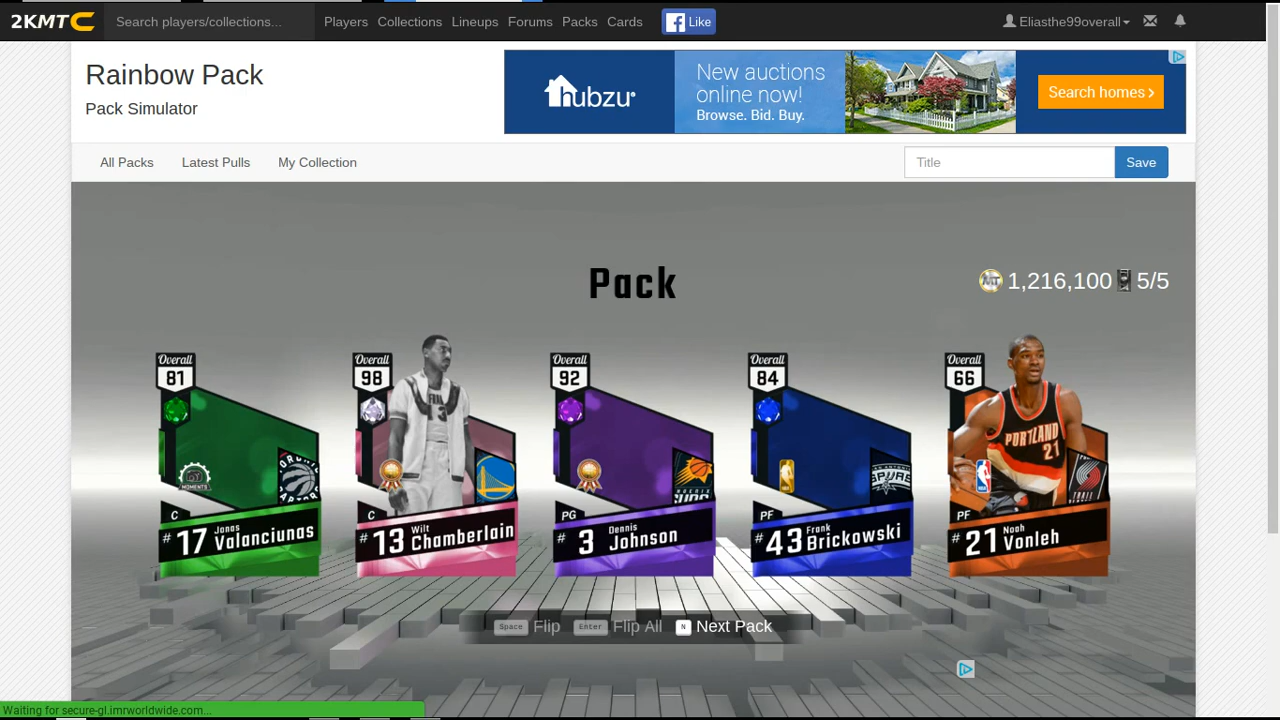 2KMTC Search players/collections... Players Collections Lineups Forums Packs Cards Like Eliasthe99overall
Rainbow Pack
Pack Simulator
hubzu
New auctions
online now!
Browse. Bid. Buy.
Search homes
All Packs Latest Pulls My Collection Title Save
Pack
MT 1,216,100 5/5
Overall 81
C
#17 Jonas Valanciunas
Overall 98
C
#13 Wilt Chamberlain
Overall 92
PG
#3 Dennis Johnson
Overall 84
PF
#43 Frank Brickowski
Overall 66
PORTLAND
21
PF
#21 Noah Vonleh
Space Flip Enter Flip All N Next Pack
Waiting for secure-gl.imrworldwide.com...